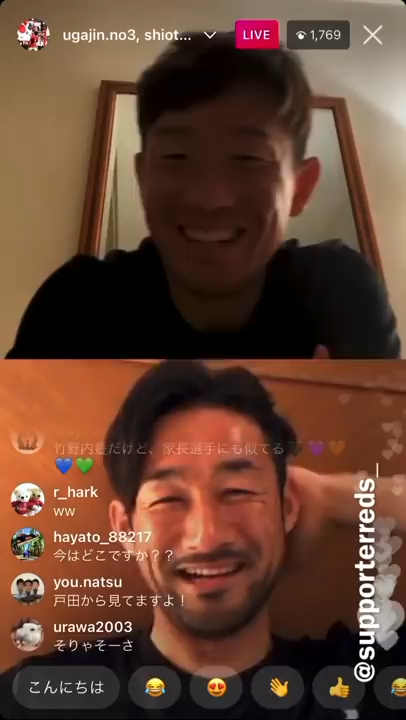 ugajin.no3, shiot...
LIVE
1,769
竹野内豊だけど、家長選手にも似てる🖤💜🧡
💙💚
r_hark
ww
hayato_88217
今はどこですか？？
you.natsu
戸田から見てますよ！
urawa2003
そりゃそーさ
@supporterreds_
こんにちは